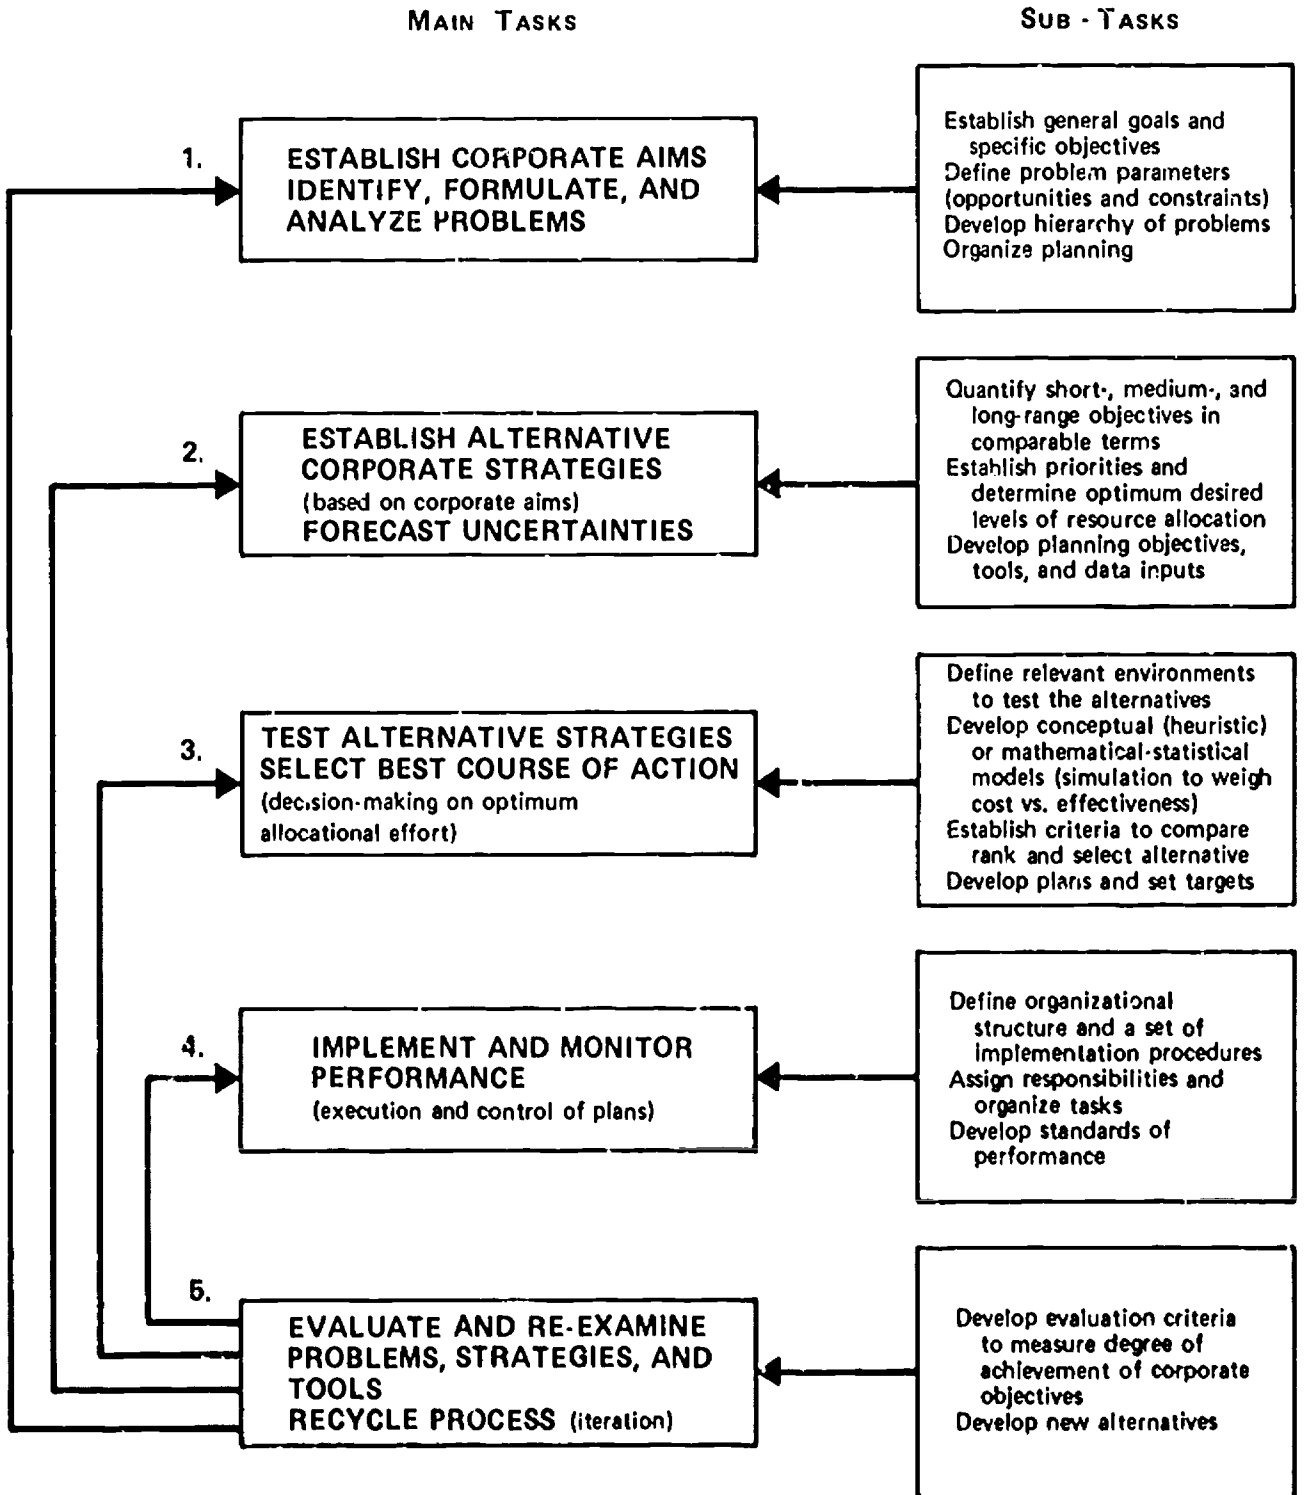 MAIN TASKS
SUB-TASKS
1.
ESTABLISH CORPORATE AIMS
IDENTIFY, FORMULATE, AND
ANALYZE PROBLEMS
Establish general goals and
specific objectives
Define problem parameters
(opportunities and constraints)
Develop hierarchy of problems
Organize planning
2.
ESTABLISH ALTERNATIVE
CORPORATE STRATEGIES
(based on corporate aims)
FORECAST UNCERTAINTIES
Quantify short-, medium-, and
long-range objectives in
comparable terms
Establish priorities and
determine optimum desired
levels of resource allocation
Develop planning objectives,
tools, and data inputs
3.
TEST ALTERNATIVE STRATEGIES
SELECT BEST COURSE OF ACTION
(decision-making on optimum
allocational effort)
Define relevant environments
to test the alternatives
Develop conceptual (heuristic)
or mathematical-statistical
models (simulation to weigh
cost vs. effectiveness)
Establish criteria to compare
rank and select alternative
Develop plans and set targets
4.
IMPLEMENT AND MONITOR
PERFORMANCE
(execution and control of plans)
Define organizational
structure and a set of
implementation procedures
Assign responsibilities and
organize tasks
Develop standards of
performance
5.
EVALUATE AND RE-EXAMINE
PROBLEMS, STRATEGIES, AND
TOOLS
RECYCLE PROCESS (iteration)
Develop evaluation criteria
to measure degree of
achievement of corporate
objectives
Develop new alternatives